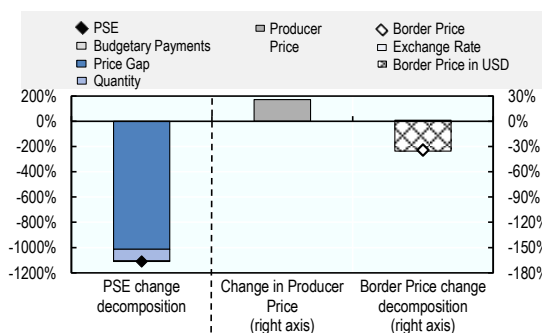 PSE
Budgetary Payments
Price Gap
Quantity
Producer
Price
Border Price
Exchange Rate
Border Price in USD
200%
0%
-200%
-400%
-600%
-800%
-1000%
-1200%
30%
0%
-30%
-60%
-90%
-120%
-150%
-180%
PSE change
decomposition
Change in Producer
Price
(right axis)
Border Price change
decomposition
(right axis)